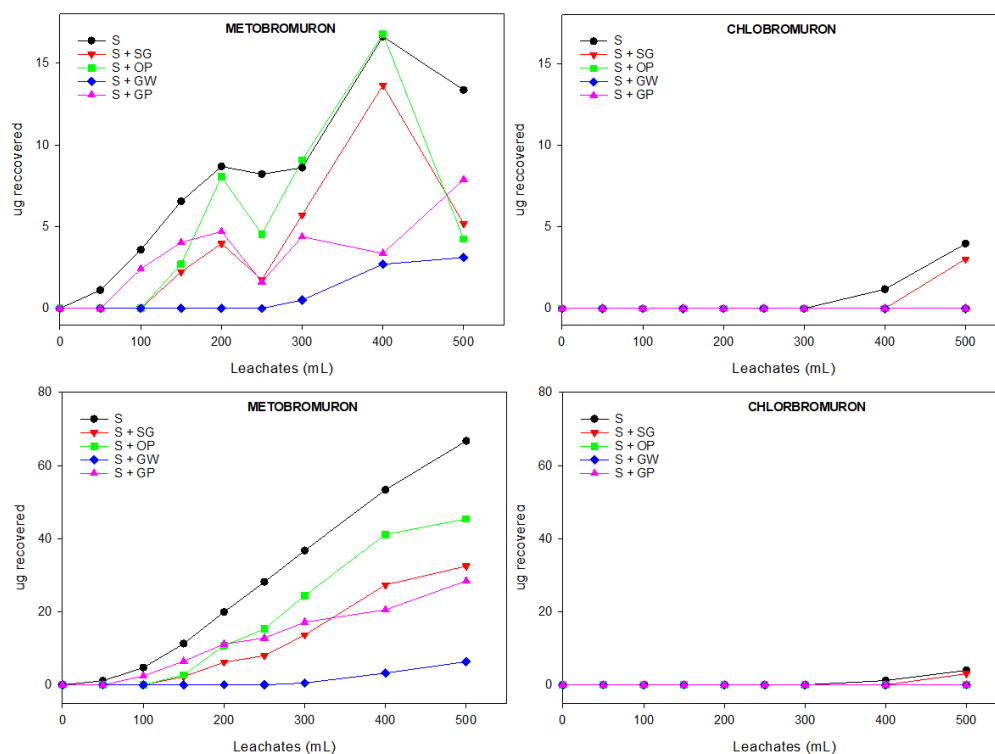 METOBROMURON
S
S + SG
S + OP
S + GW
S + GP
15
10
5
0
ug reccovered
0 100 200 300 400 500
Leachates (mL)
CHLOBROMURON
S
S + SG
S + OP
S + GW
S + GP
15
10
5
0
ug recovered
0 100 200 300 400 500
Leachates (mL)
METOBROMURON
S
S + SG
S + OP
S + GW
S + GP
80
60
40
20
0
ug recovered
0 100 200 300 400 500
Leachates (mL)
CHLORBROMURON
S
S + SG
S + OP
S + GW
S + GP
80
60
40
20
0
ug recovered
0 100 200 300 400 500
Leachates (mL)